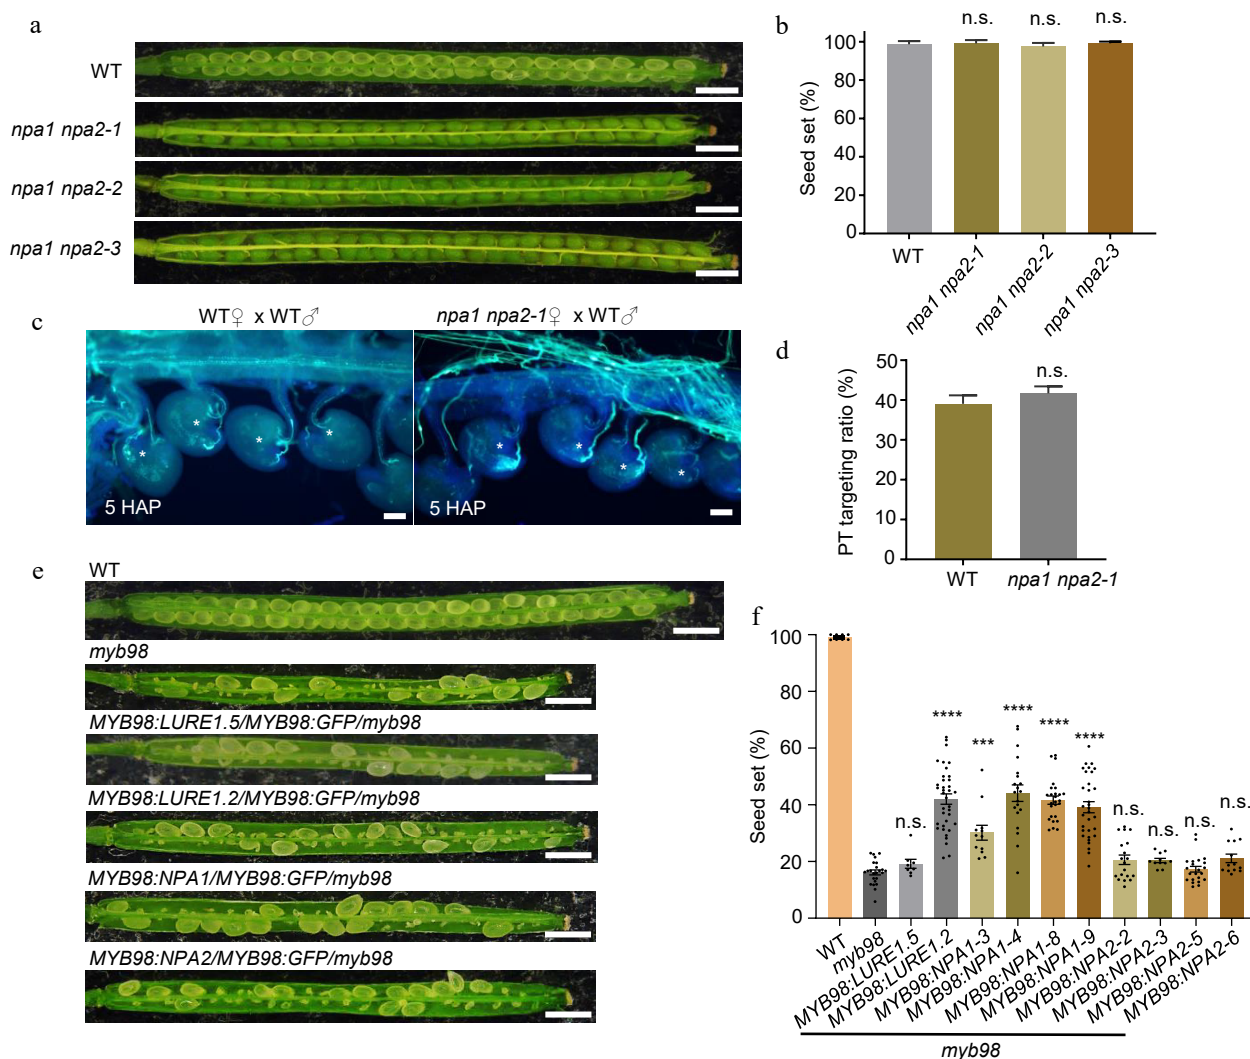 a
WT
npa1 npa2-1
npa1 npa2-2
npa1 npa2-3
b
n.s. n.s. n.s.
Seed set (%)
100
80
60
40
20
0
WT
npa1 npa2-1
npa1 npa2-2
npa1 npa2-3
c
WT♀ x WT♂
npa1 npa2-1♀ x WT♂
* * * *
* * * *
5 HAP
5 HAP
d
n.s.
PT targeting ratio (%)
50
40
30
40
10
0
WT
npa1 npa2-1
e
WT
myb98
MYB98:LURE1.5/MYB98:GFP/myb98
MYB98:LURE1.2/MYB98:GFP/myb98
MYB98:NPA1/MYB98:GFP/myb98
MYB98:NPA2/MYB98:GFP/myb98
f
Seed set (%)
100
80
60
40
20
0
n.s. **** *** **** **** **** n.s. n.s. n.s. n.s.
WT
myb98
MYB98:LURE1.5
MYB98:LURE1.2
MYB98:NPA1-3
MYB98:NPA1-4
MYB98:NPA1-8
MYB98:NPA1-9
MYB98:NPA2-2
MYB98:NPA2-3
MYB98:NPA2-5
MYB98:NPA2-6
myb98